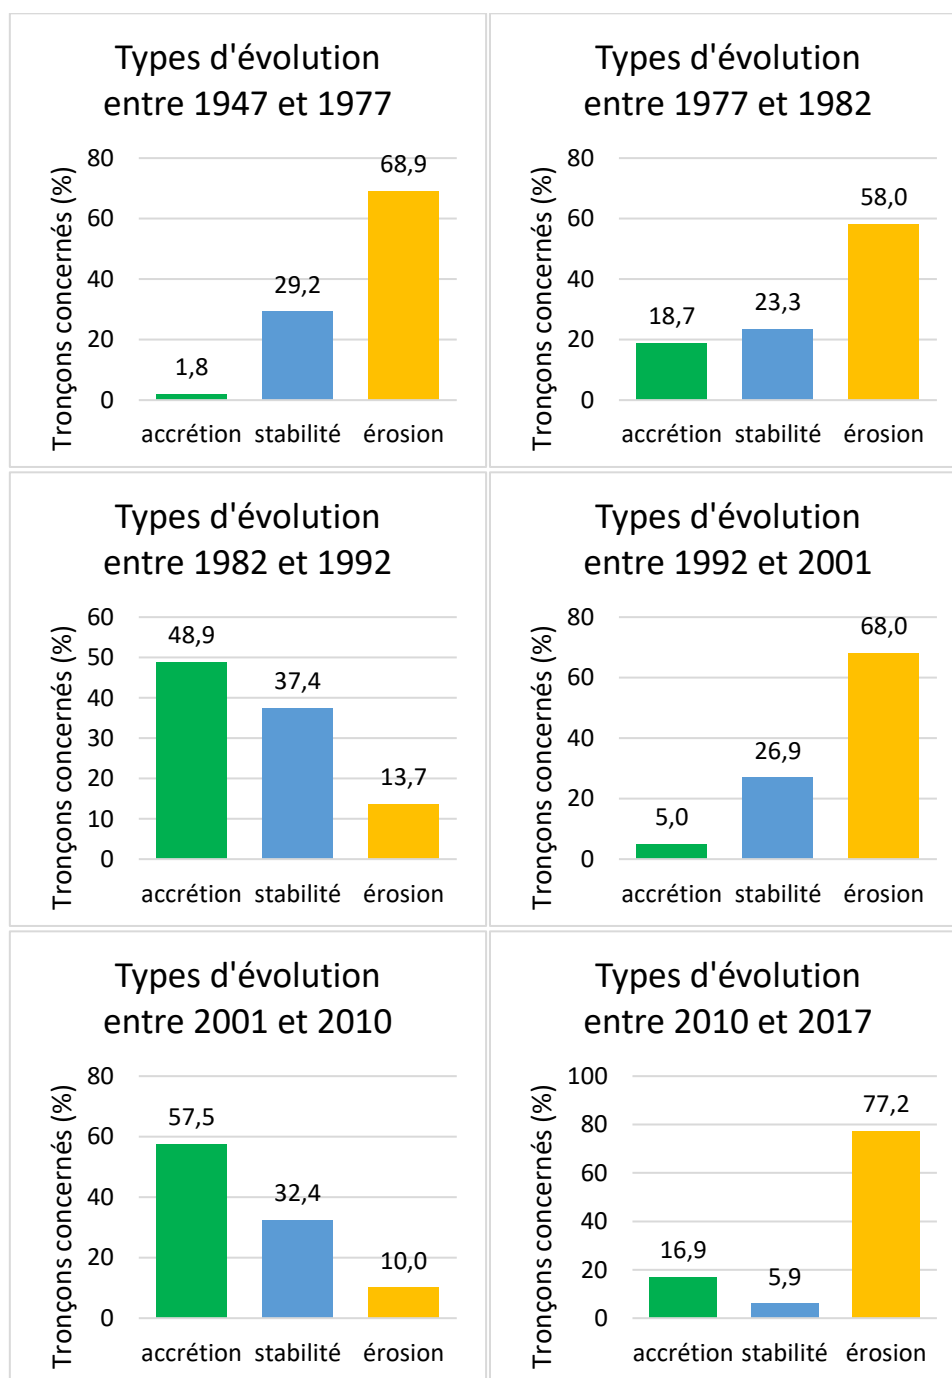 Types d'évolution
entre 1947 et 1977
Tronçons concernés (%)
80
60
40
20
0
1,8
29,2
68,9
accrétion stabilité érosion
Types d'évolution
entre 1977 et 1982
Tronçons concernés (%)
80
60
40
20
0
18,7
23,3
58,0
accrétion stabilité érosion
Types d'évolution
entre 1982 et 1992
Tronçons concernés (%)
60
50
40
30
20
10
0
48,9
37,4
13,7
accrétion stabilité érosion
Types d'évolution
entre 1992 et 2001
Tronçons concernés (%)
80
60
40
20
0
5,0
26,9
68,0
accrétion stabilité érosion
Types d'évolution
entre 2001 et 2010
Tronçons concernés (%)
80
60
40
20
0
57,5
32,4
10,0
accrétion stabilité érosion
Types d'évolution
entre 2010 et 2017
Tronçons concernés (%)
100
80
60
40
20
0
16,9
5,9
77,2
accrétion stabilité érosion